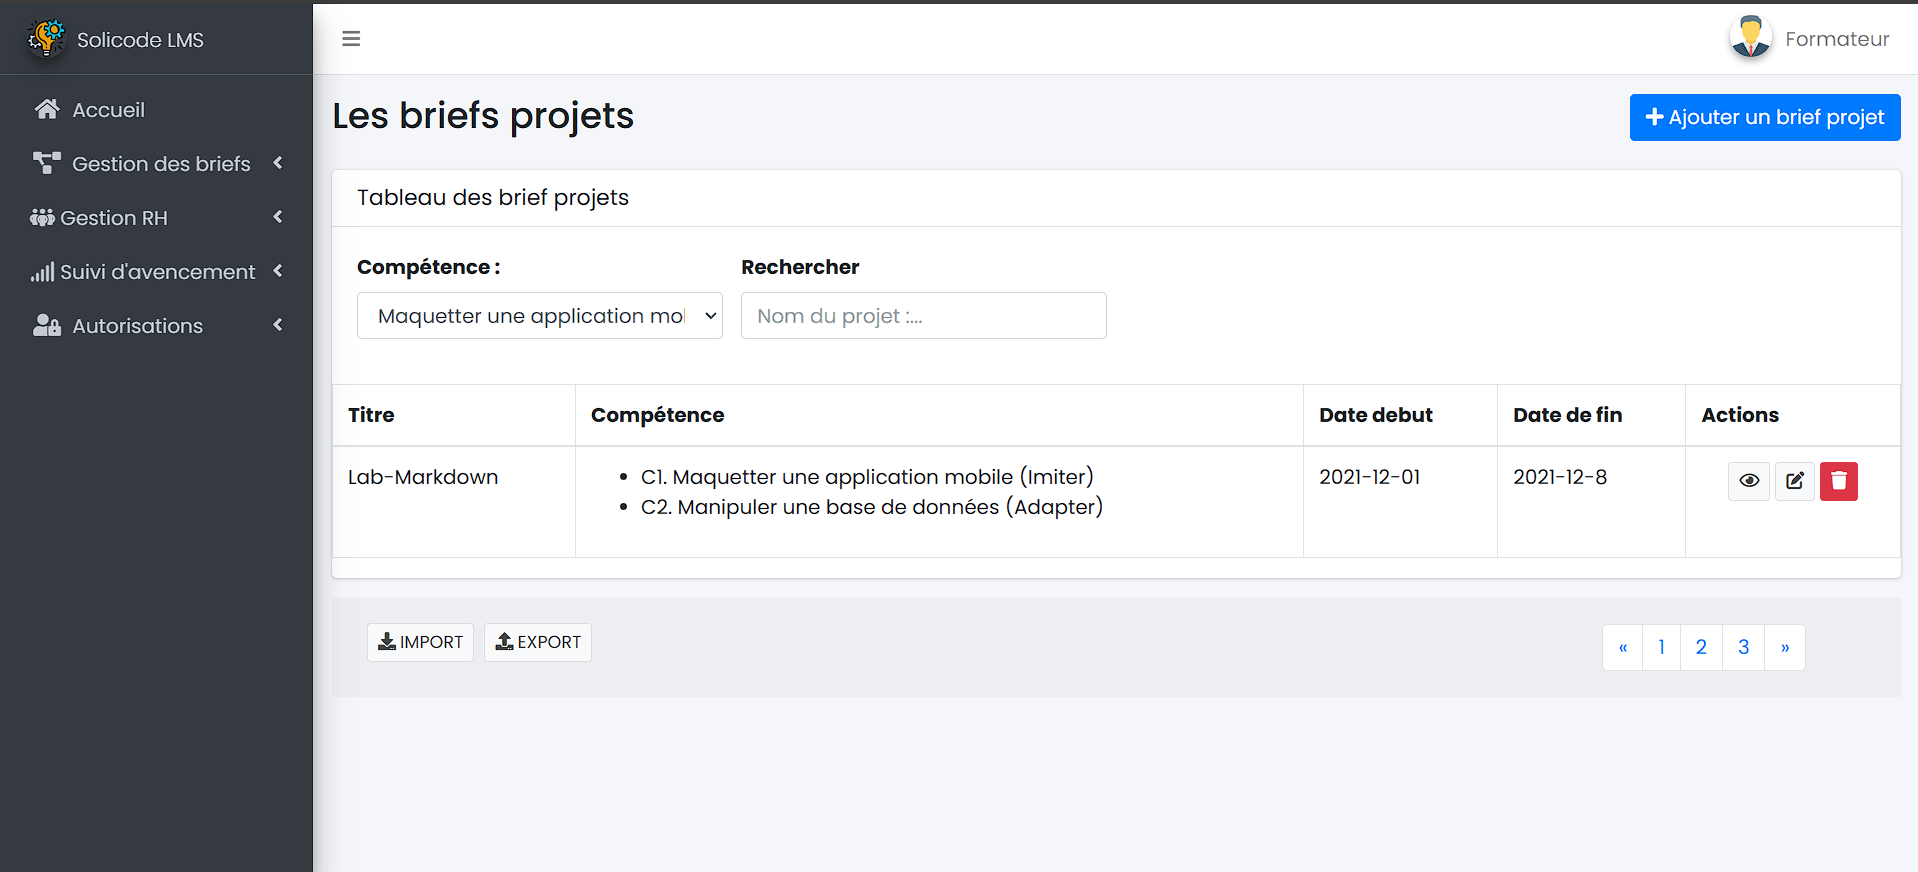 Solicode LMS
Formateur
Accueil
Gestion des briefs
Gestion RH
Suivi d'avencement
Autorisations
Les briefs projets
Ajouter un brief projet
Tableau des brief projets
Compétence :
Rechercher
Maquetter une application mo
Nom du projet :...
Titre
Compétence
Date debut
Date de fin
Actions
Lab-Markdown
• C1. Maquetter une application mobile (Imiter)
• C2. Manipuler une base de données (Adapter)
2021-12-01
2021-12-8
IMPORT
EXPORT
« 1 2 3 »